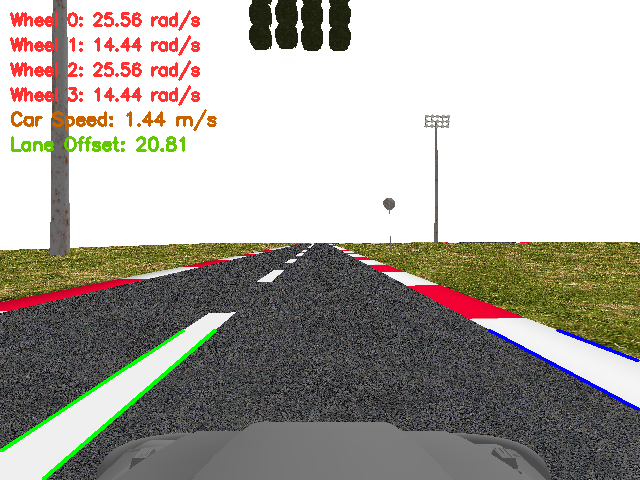 Wheel 0: 25.56 rad/s
Wheel 1: 14.44 rad/s
Wheel 2: 25.56 rad/s
Wheel 3: 14.44 rad/s
Car Speed: 1.44 m/s
Lane Offset: 20.81